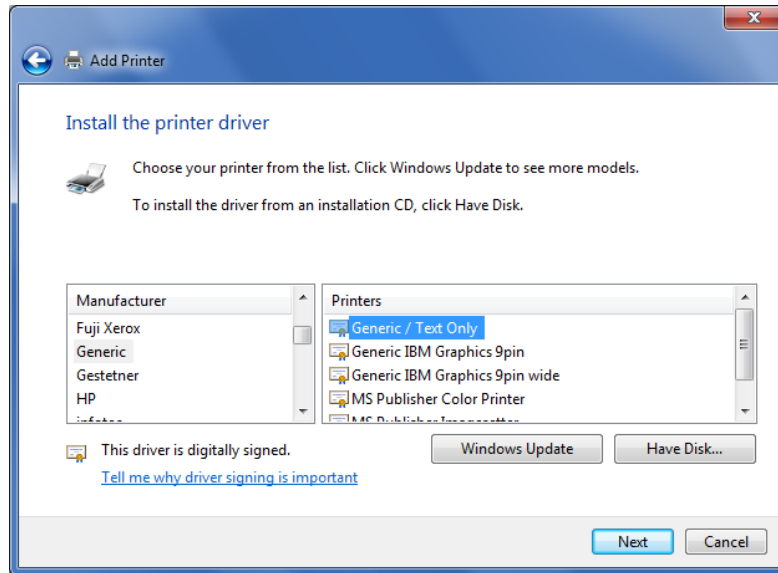 Add Printer
Install the printer driver
Choose your printer from the list. Click Windows Update to see more models.
To install the driver from an installation CD, click Have Disk.
Manufacturer
Fuji Xerox
Generic
Gestetner
HP
Printers
Generic / Text Only
Generic IBM Graphics 9pin
Generic IBM Graphics 9pin wide
MS Publisher Color Printer
MS Publisher Imagesetter
This driver is digitally signed.
Tell me why driver signing is important
Windows Update
Have Disk...
Next
Cancel